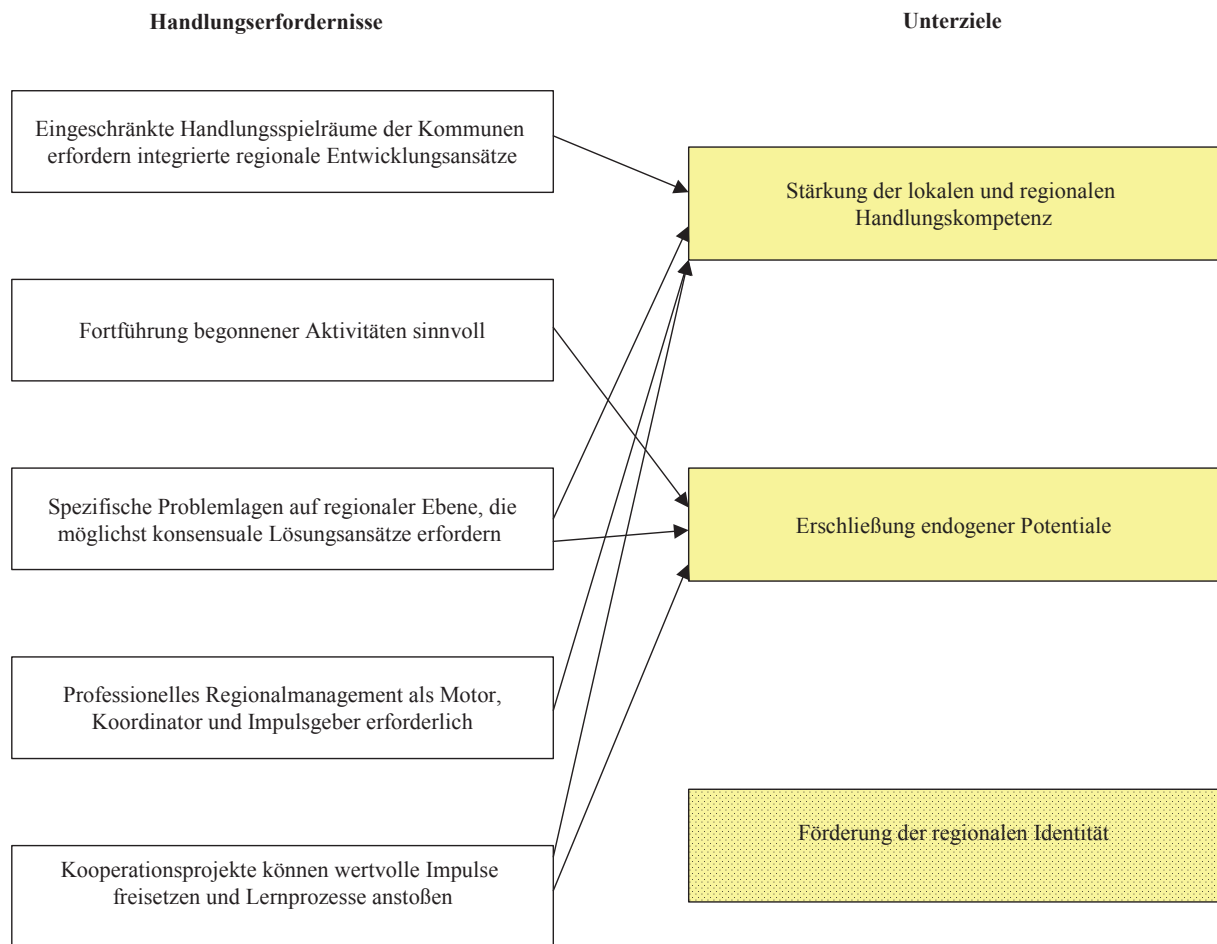 Handlungserfordernisse
Unterziele
Eingeschränkte Handlungsspielräume der Kommunen
erfordern integrierte regionale Entwicklungsansätze
Stärkung der lokalen und regionalen
Handlungskompetenz
Fortführung begonnener Aktivitäten sinnvoll
Spezifische Problemlagen auf regionaler Ebene, die
möglichst konsensuale Lösungsansätze erfordern
Erschließung endogener Potentiale
Professionelles Regionalmanagement als Motor,
Koordinator und Impulsgeber erforderlich
Förderung der regionalen Identität
Kooperationsprojekte können wertvolle Impulse
freisetzen und Lernprozesse anstoßen